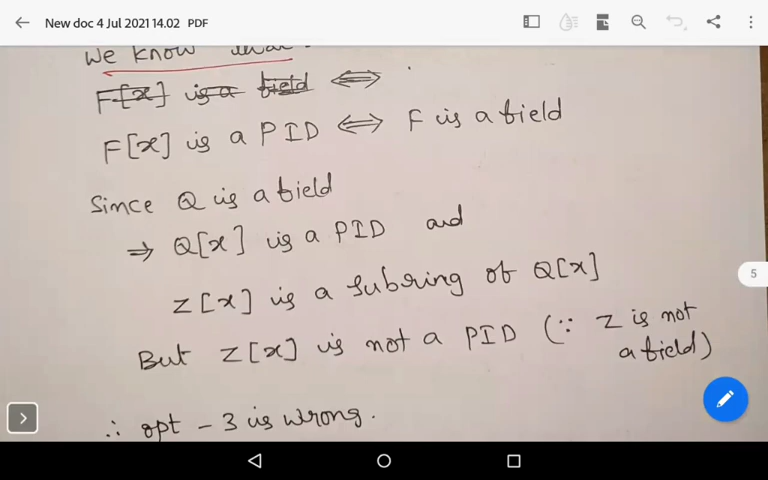 New doc 4 Jul 2021 14.02 PDF
We know that :
F[x] is a field ⇔
F[x] is a PID ⇔ F is a field
Since Q is a field
⇒ Q[x] is a PID and
Z[x] is a subring of Q[x]
5
But Z[x] is not a PID (∵ Z is not
a field)
∴ opt - 3 is wrong.